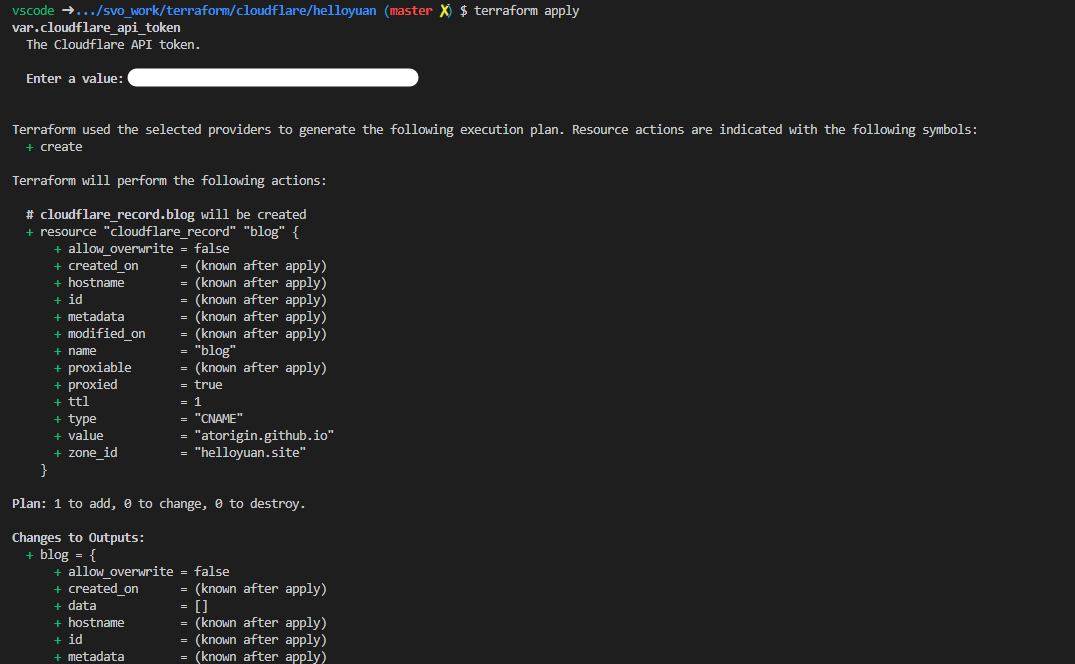 vscode ➜.../svo_work/terraform/cloudflare/helloyuan (master ✗) $ terraform apply
var.cloudflare_api_token
  The Cloudflare API token.

  Enter a value:

Terraform used the selected providers to generate the following execution plan. Resource actions are indicated with the following symbols:
  + create

Terraform will perform the following actions:

  # cloudflare_record.blog will be created
  + resource "cloudflare_record" "blog" {
      + allow_overwrite = false
      + created_on      = (known after apply)
      + hostname        = (known after apply)
      + id              = (known after apply)
      + metadata        = (known after apply)
      + modified_on     = (known after apply)
      + name            = "blog"
      + proxiable       = (known after apply)
      + proxied         = true
      + ttl             = 1
      + type            = "CNAME"
      + value           = "atorigin.github.io"
      + zone_id         = "helloyuan.site"
    }

Plan: 1 to add, 0 to change, 0 to destroy.

Changes to Outputs:
  + blog = {
      + allow_overwrite = false
      + created_on      = (known after apply)
      + data            = []
      + hostname        = (known after apply)
      + id              = (known after apply)
      + metadata        = (known after apply)